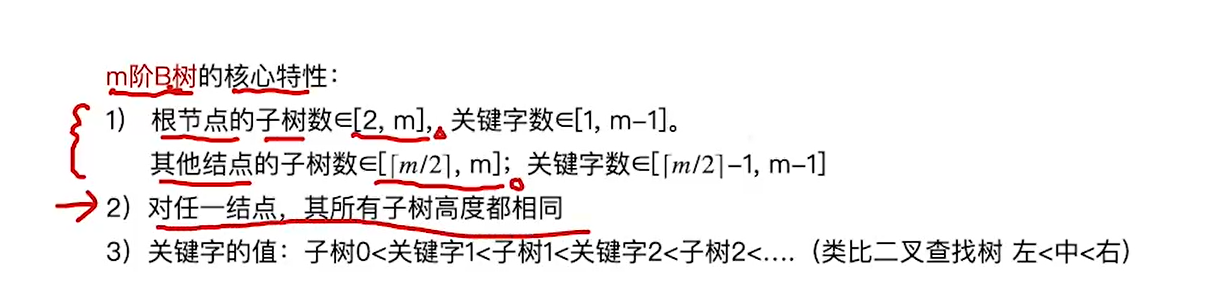 m阶B树的核心特性：
1） 根节点的子树数∈[2, m]，关键字数∈[1, m−1]。
其他结点的子树数∈[⌈m/2⌉, m]；关键字数∈[⌈m/2⌉−1, m−1]
2）对任一结点，其所有子树高度都相同
3）关键字的值：子树0<关键字1<子树1<关键字2<子树2<....（类比二叉查找树 左<中<右）